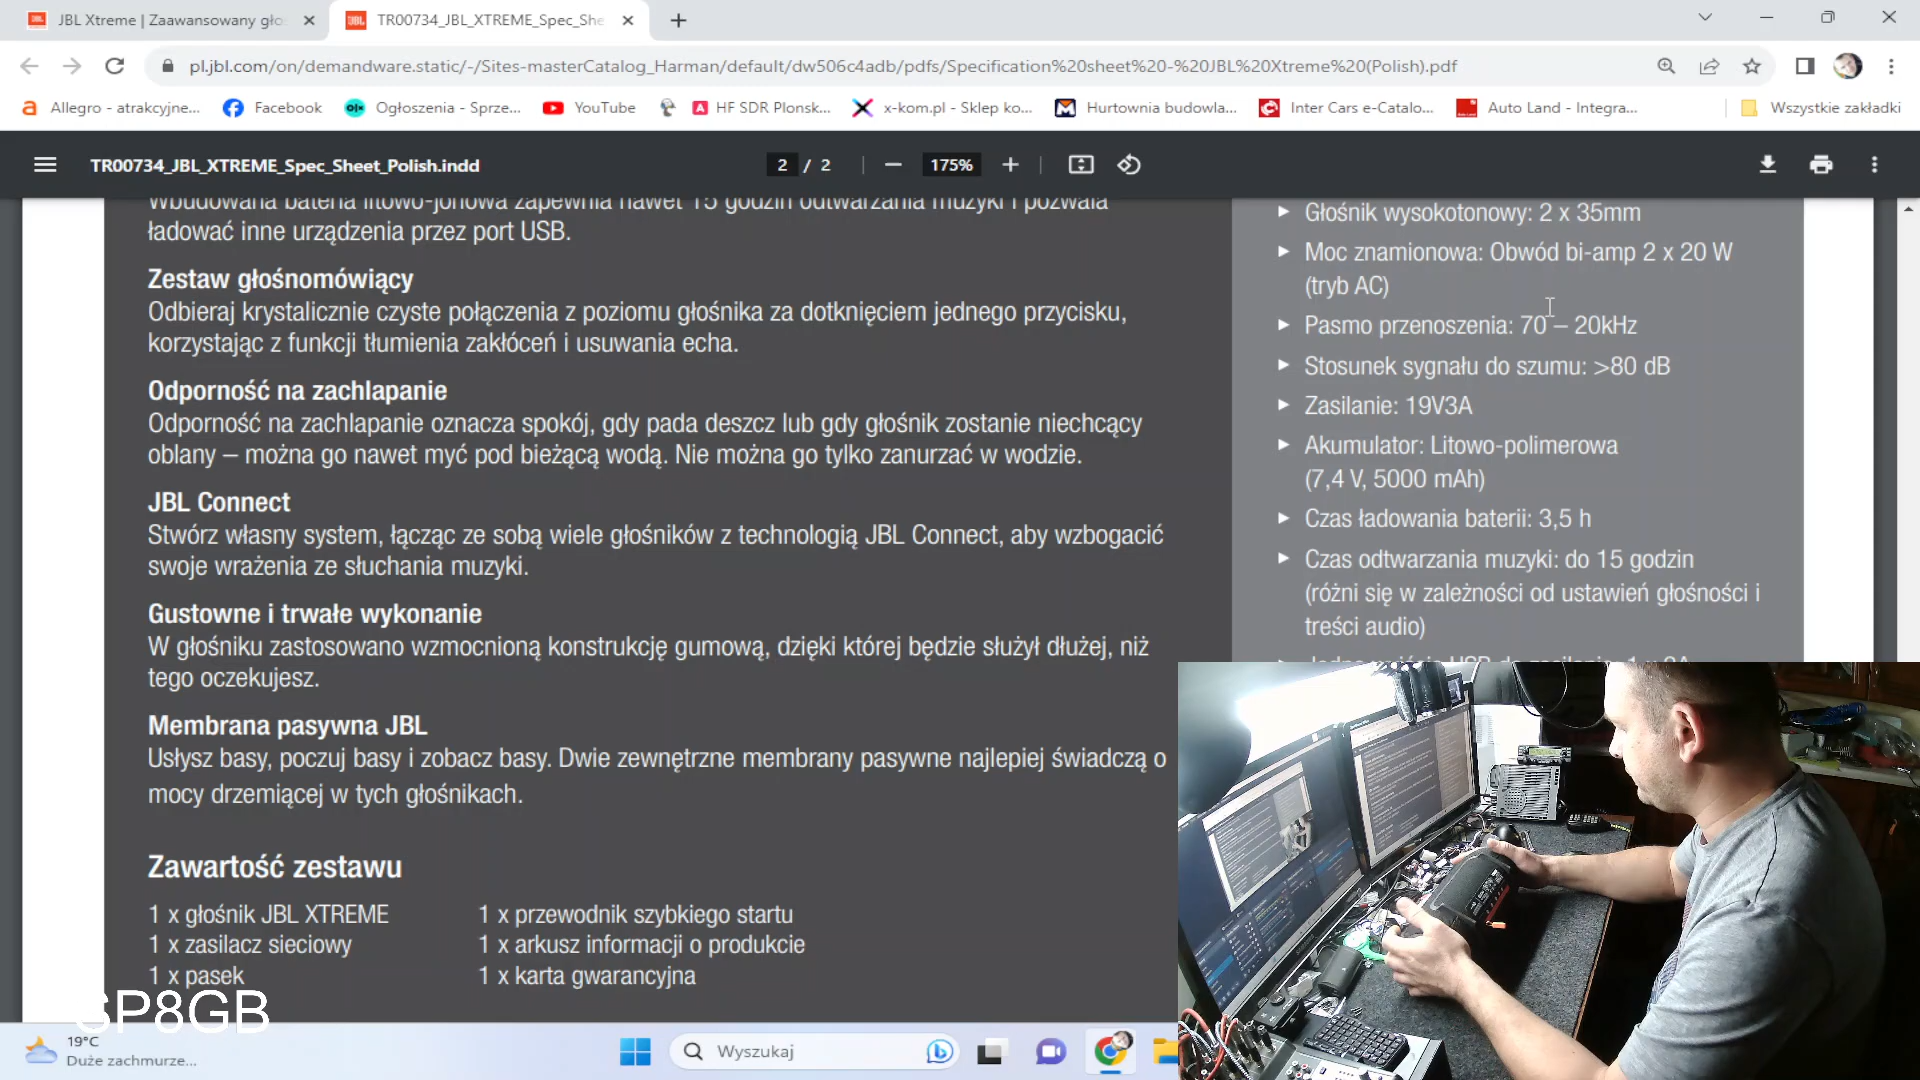 JBL Xtreme | Zaawansowany gło
TR00734_JBL_XTREME_Spec_She
pl.jbl.com/on/demandware.static/-/Sites-masterCatalog_Harman/default/dw506c4adb/pdfs/Specification%20sheet%20-%20JBL%20Xtreme%20(Polish).pdf
Allegro - atrakcyjne...
Facebook
Ogłoszenia - Sprze...
YouTube
HF SDR Plonsk...
x-kom.pl - Sklep ko...
Hurtownia budowla...
Inter Cars e-Catalo...
Auto Land - Integra...
Wszystkie zakładki
TR00734_JBL_XTREME_Spec_Sheet_Polish.indd
2 / 2
175%
Wbudowana bateria litowo-jonowa zapewnia nawet 15 godzin odtwarzania muzyki i pozwala
ładować inne urządzenia przez port USB.
Zestaw głośnomówiący
Odbieraj krystalicznie czyste połączenia z poziomu głośnika za dotknięciem jednego przycisku,
korzystając z funkcji tłumienia zakłóceń i usuwania echa.
Odporność na zachlapanie
Odporność na zachlapanie oznacza spokój, gdy pada deszcz lub gdy głośnik zostanie niechcący
oblany – można go nawet myć pod bieżącą wodą. Nie można go tylko zanurzać w wodzie.
JBL Connect
Stwórz własny system, łącząc ze sobą wiele głośników z technologią JBL Connect, aby wzbogacić
swoje wrażenia ze słuchania muzyki.
Gustowne i trwałe wykonanie
W głośniku zastosowano wzmocnioną konstrukcję gumową, dzięki której będzie służył dłużej, niż
tego oczekujesz.
Membrana pasywna JBL
Usłysz basy, poczuj basy i zobacz basy. Dwie zewnętrzne membrany pasywne najlepiej świadczą o
mocy drzemiącej w tych głośnikach.
Zawartość zestawu
1 x głośnik JBL XTREME
1 x zasilacz sieciowy
1 x pasek
1 x przewodnik szybkiego startu
1 x arkusz informacji o produkcie
1 x karta gwarancyjna
Głośnik wysokotonowy: 2 x 35mm
Moc znamionowa: Obwód bi-amp 2 x 20 W
(tryb AC)
Pasmo przenoszenia: 70 – 20kHz
Stosunek sygnału do szumu: >80 dB
Zasilanie: 19V3A
Akumulator: Litowo-polimerowa
(7,4 V, 5000 mAh)
Czas ładowania baterii: 3,5 h
Czas odtwarzania muzyki: do 15 godzin
(różni się w zależności od ustawień głośności i
treści audio)
SP8GB
19°C
Duże zachmurze...
Wyszukaj